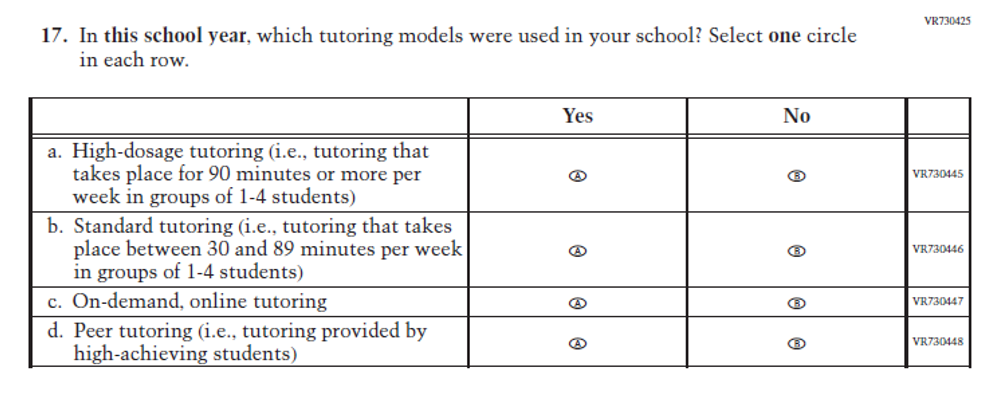 VR730425
17. In this school year, which tutoring models were used in your school? Select one circle
in each row.
Yes No
a. High-dosage tutoring (i.e., tutoring that
takes place for 90 minutes or more per
week in groups of 1-4 students)
Ⓐ Ⓑ VR730445
b. Standard tutoring (i.e., tutoring that takes
place between 30 and 89 minutes per week
in groups of 1-4 students)
Ⓐ Ⓑ VR730446
c. On-demand, online tutoring Ⓐ Ⓑ VR730447
d. Peer tutoring (i.e., tutoring provided by
high-achieving students)
Ⓐ Ⓑ VR730448